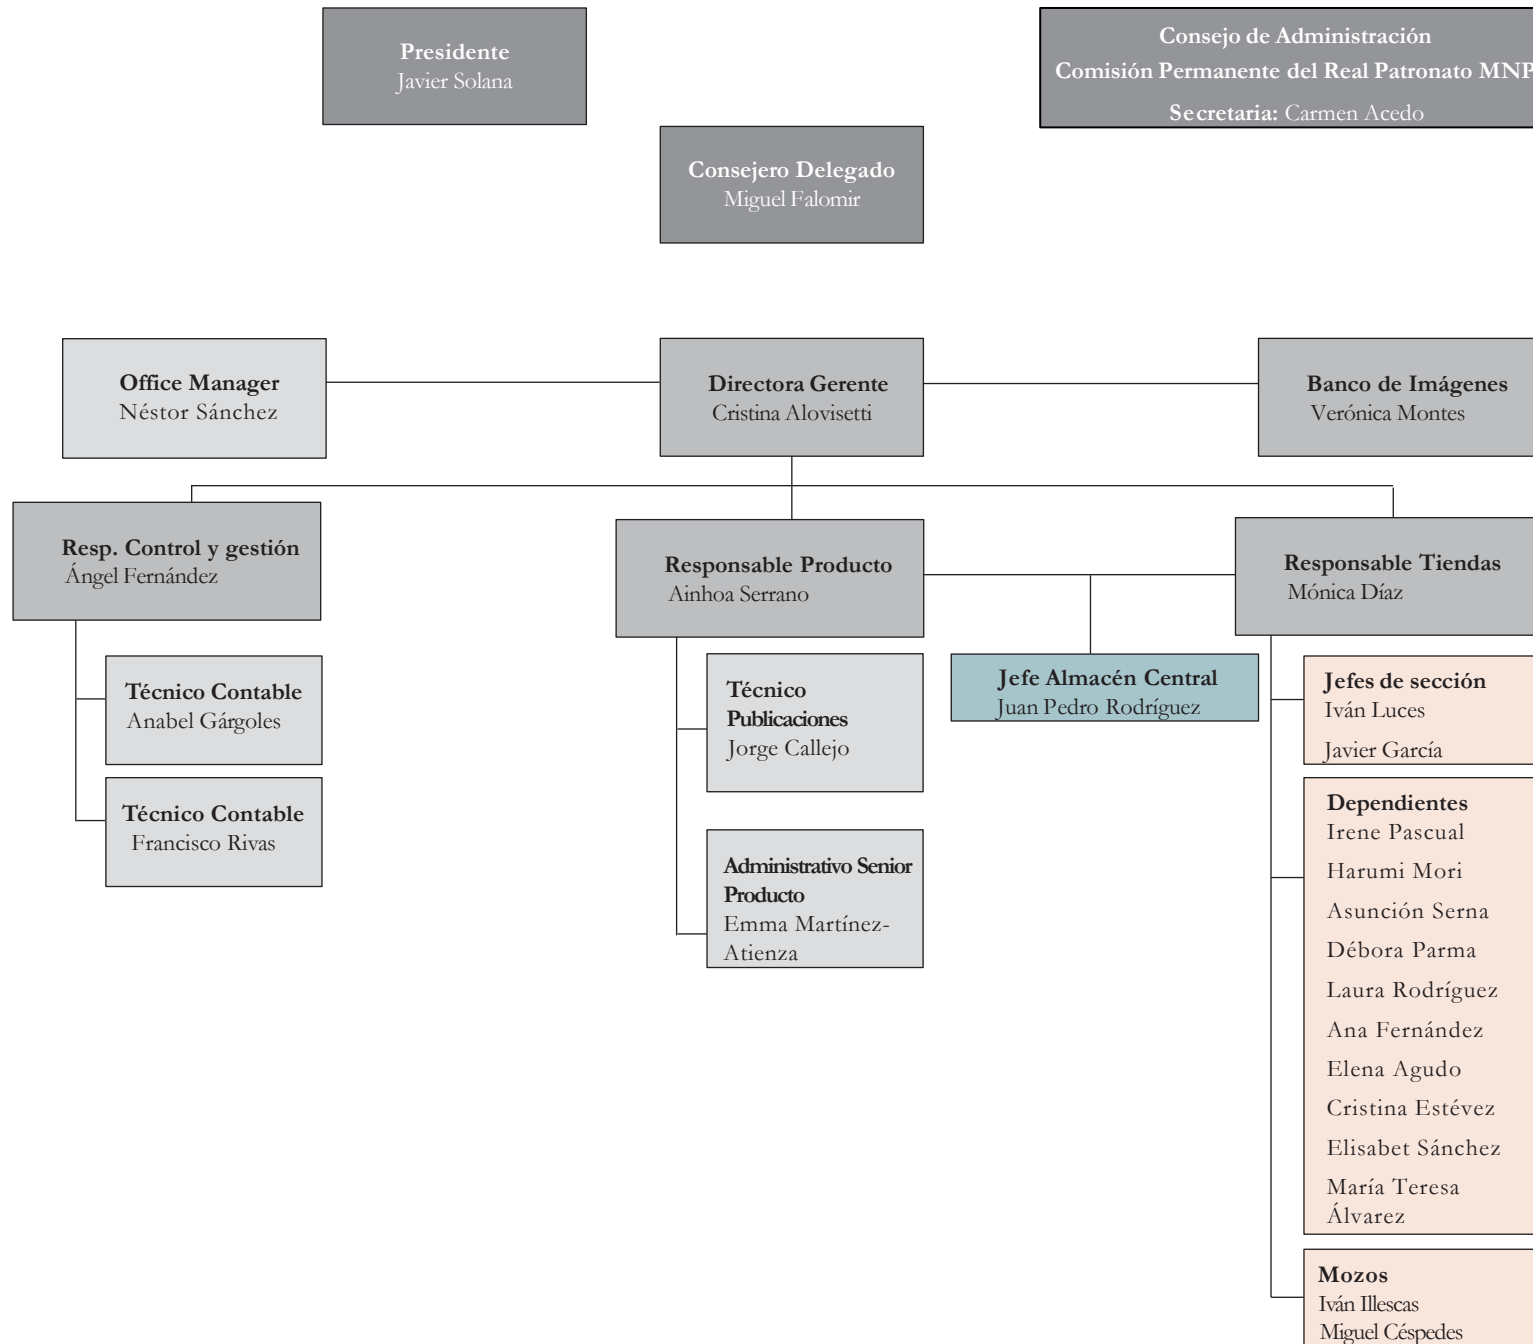 Presidente
Javier Solana
Consejo de Administración
Comisión Permanente del Real Patronato MNP
Secretaria: Carmen Acedo
Consejero Delegado
Miguel Falomir
Office Manager
Néstor Sánchez
Directora Gerente
Cristina Alovisetti
Banco de Imágenes
Verónica Montes
Resp. Control y gestión
Ángel Fernández
Responsable Producto
Ainhoa Serrano
Responsable Tiendas
Mónica Díaz
Técnico Contable
Anabel Gárgoles
Técnico Contable
Francisco Rivas
Técnico
Publicaciones
Jorge Callejo
Administrativo Senior
Producto
Emma Martínez-
Atienza
Jefe Almacén Central
Juan Pedro Rodríguez
Jefes de sección
Iván Luces
Javier García
Dependientes
Irene Pascual
Harumi Mori
Asunción Serna
Débora Parma
Laura Rodríguez
Ana Fernández
Elena Agudo
Cristina Estévez
Elisabet Sánchez
María Teresa
Álvarez
Mozos
Iván Illescas
Miguel Céspedes